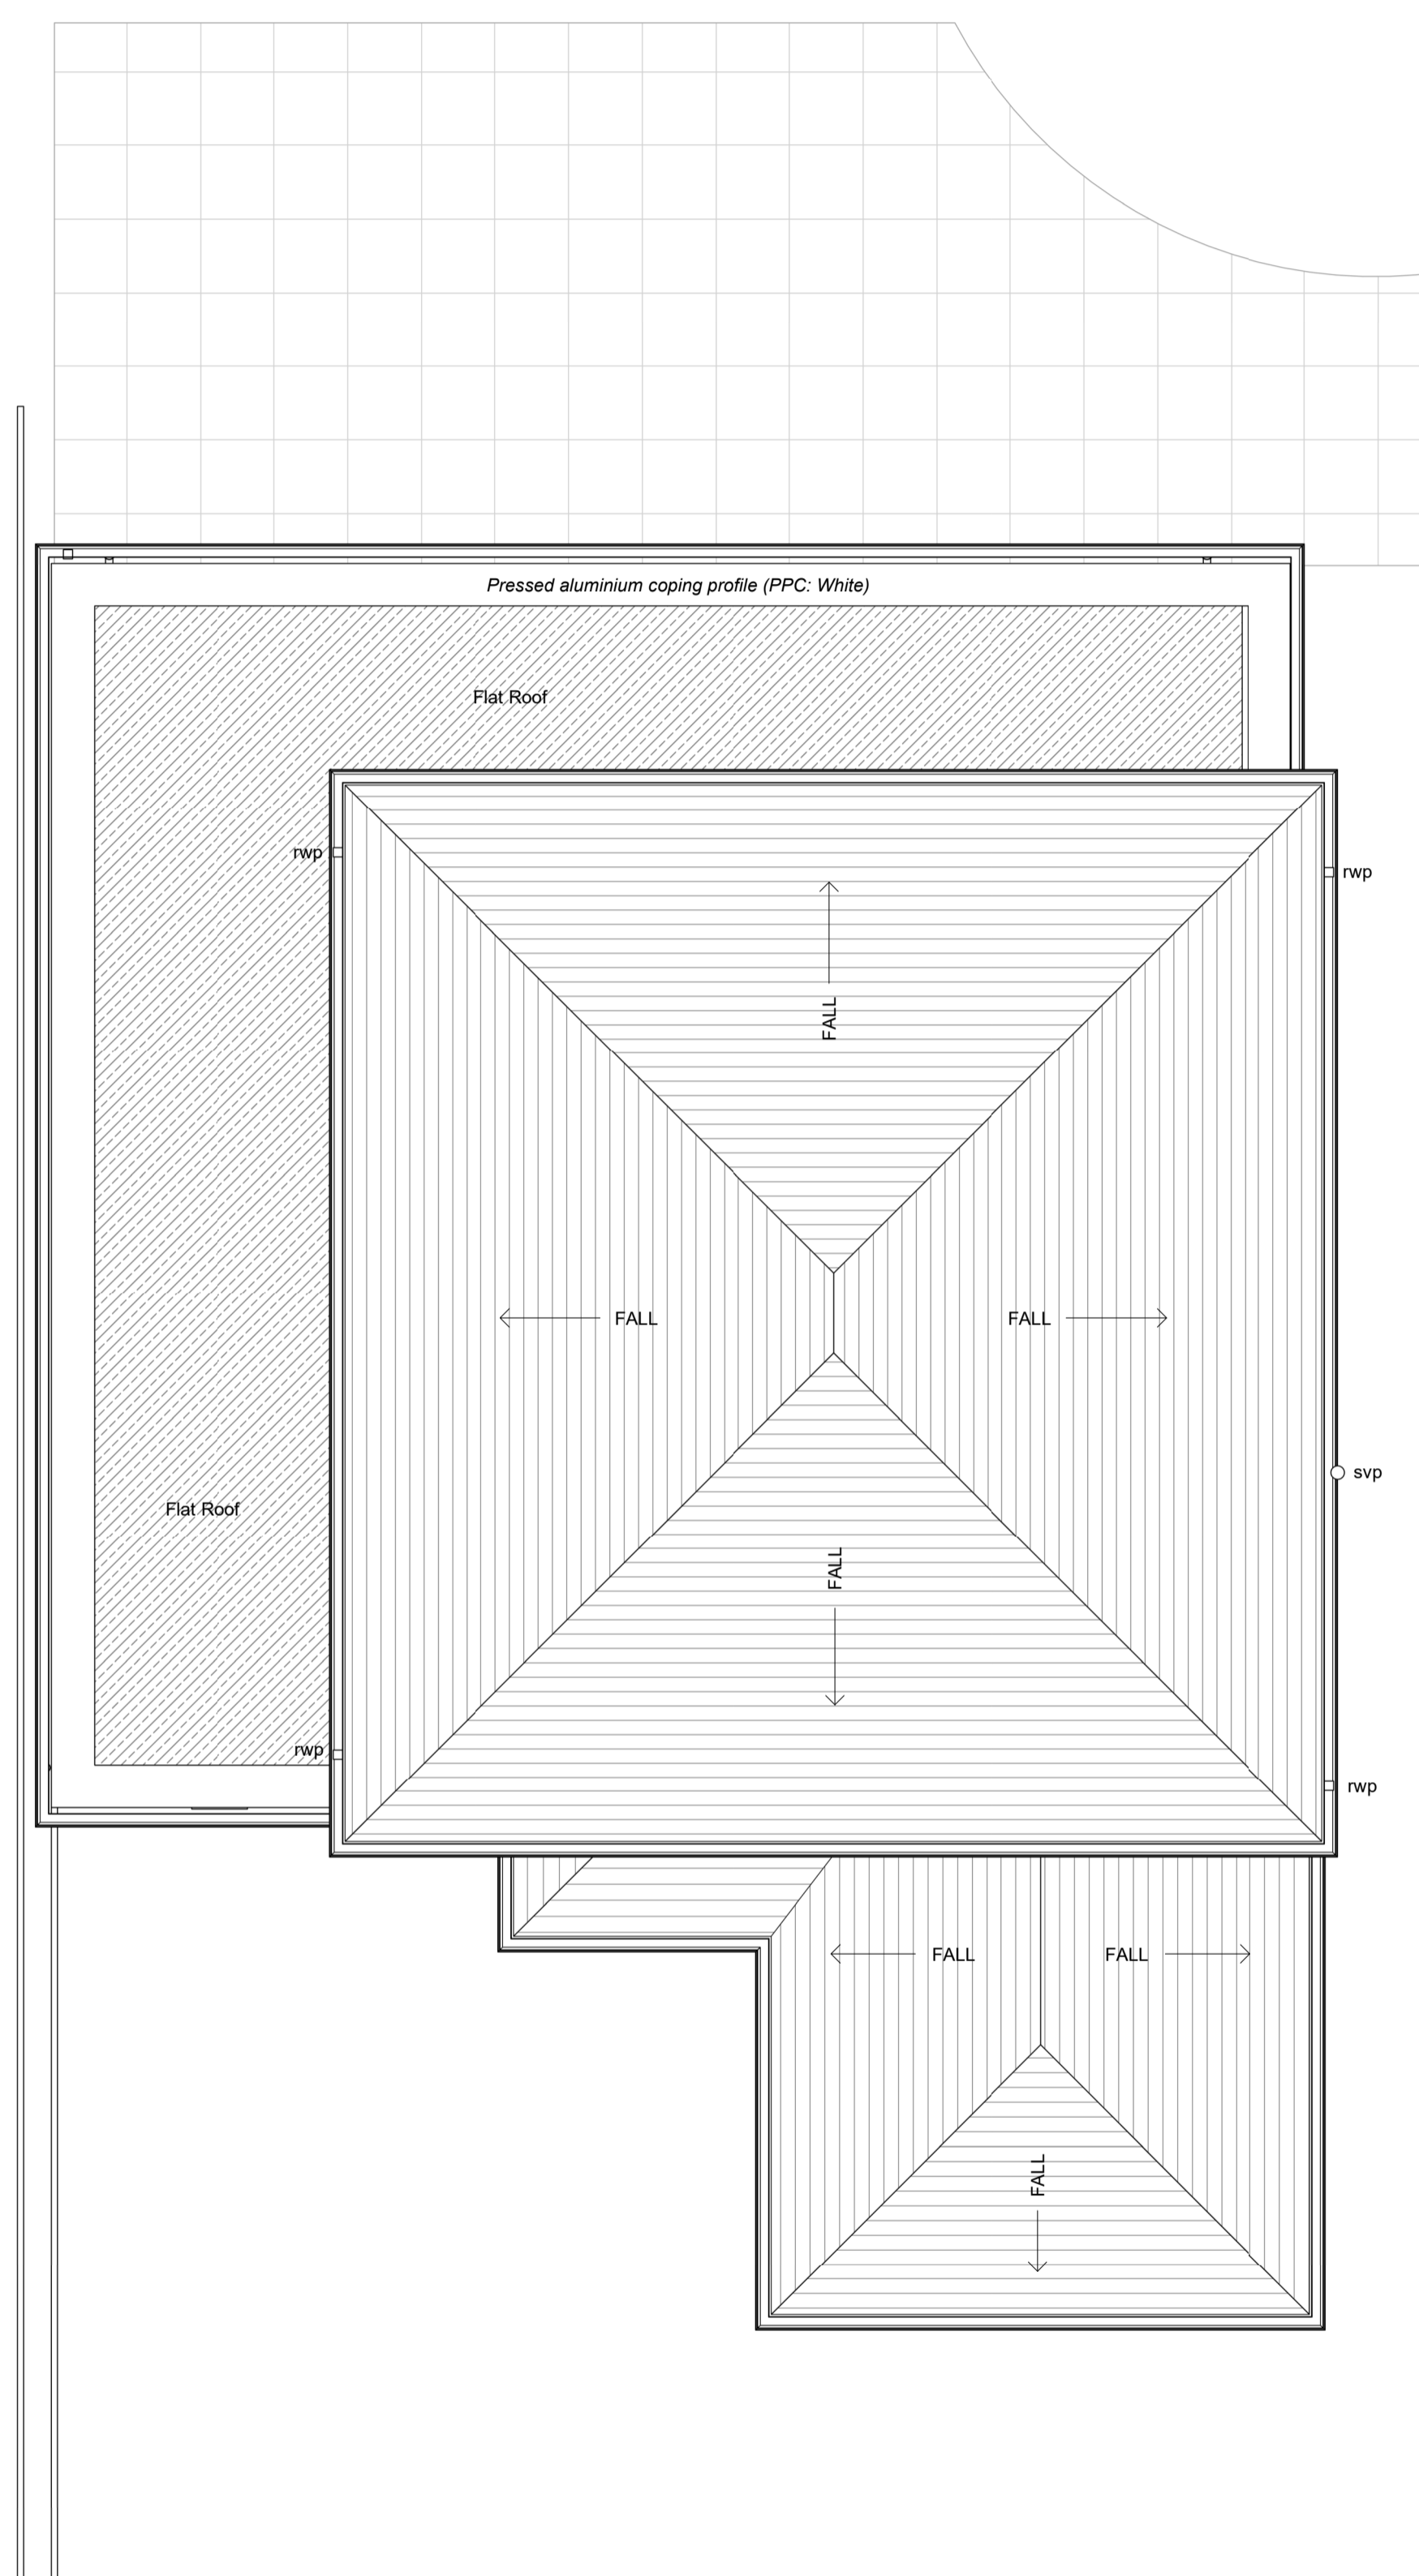 Pressed aluminium coping profile (PPC: White)
Flat Roof
rwp
rwp
FALL
FALL
FALL
svp
Flat Roof
FALL
rwp
rwp
FALL
FALL
FALL